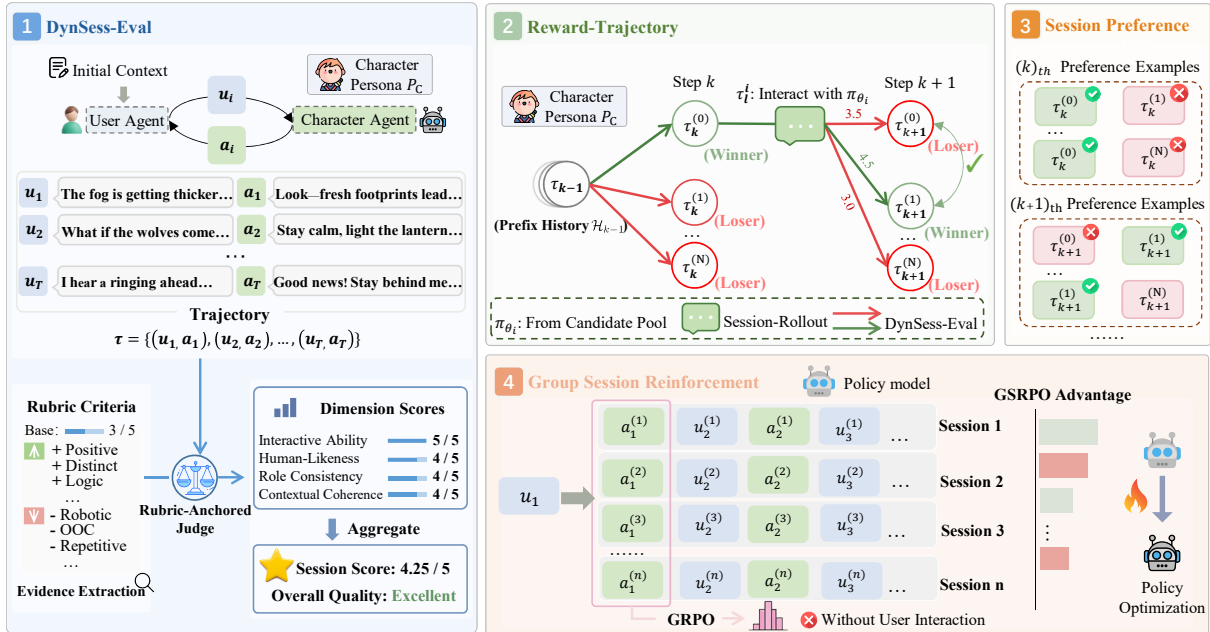 1 DynSess-Eval
Initial Context
Character
Persona P_C
u_i
User Agent
Character Agent
a_i
u_1 The fog is getting thicker… a_1 Look—fresh footprints lead…
u_2 What if the wolves come… a_2 Stay calm, light the lantern…
...
u_T I hear a ringing ahead… a_T Good news! Stay behind me…
Trajectory
τ = {(u_1, a_1), (u_2, a_2), …, (u_T, a_T)}
Rubric Criteria
Base: 3 / 5
+ Positive
+ Distinct
+ Logic
…
- Robotic
- OOC
- Repetitive
…
Evidence Extraction
Rubric-Anchored
Judge
Dimension Scores
Interactive Ability 5 / 5
Human-Likeness 4 / 5
Role Consistency 4 / 5
Contextual Coherence 4 / 5
Aggregate
Session Score: 4.25 / 5
Overall Quality: Excellent
2 Reward-Trajectory
Character
Persona P_C
Step k
τ_i^i: Interact with π_{θ_i}
Step k + 1
τ_{k-1}
(Prefix History H_{k-1})
τ_k^{(0)}
(Winner)
τ_k^{(1)}
(Loser)
...
τ_k^{(N)}
(Loser)
3.5
4.5
3.0
τ_{k+1}^{(0)}
(Loser)
τ_{k+1}^{(1)}
(Winner)
...
τ_{k+1}^{(N)}
(Loser)
π_{θ_i}: From Candidate Pool
Session-Rollout
DynSess-Eval
3 Session Preference
(k)_{th} Preference Examples
τ_k^{(0)} τ_k^{(1)}
...
τ_k^{(0)} τ_k^{(N)}
(k+1)_{th} Preference Examples
τ_{k+1}^{(0)} τ_{k+1}^{(1)}
...
τ_{k+1}^{(1)} τ_{k+1}^{(N)}
……
4 Group Session Reinforcement
Policy model
GSRPO Advantage
u_1
a_1^{(1)} u_2^{(1)} a_2^{(1)} u_3^{(1)} … Session 1
a_1^{(2)} u_2^{(2)} a_2^{(2)} u_3^{(2)} … Session 2
a_1^{(3)} u_2^{(3)} a_2^{(3)} u_3^{(3)} … Session 3
……
a_1^{(n)} u_2^{(n)} a_2^{(n)} u_3^{(n)} … Session n
⋮
GRPO
Without User Interaction
Policy
Optimization